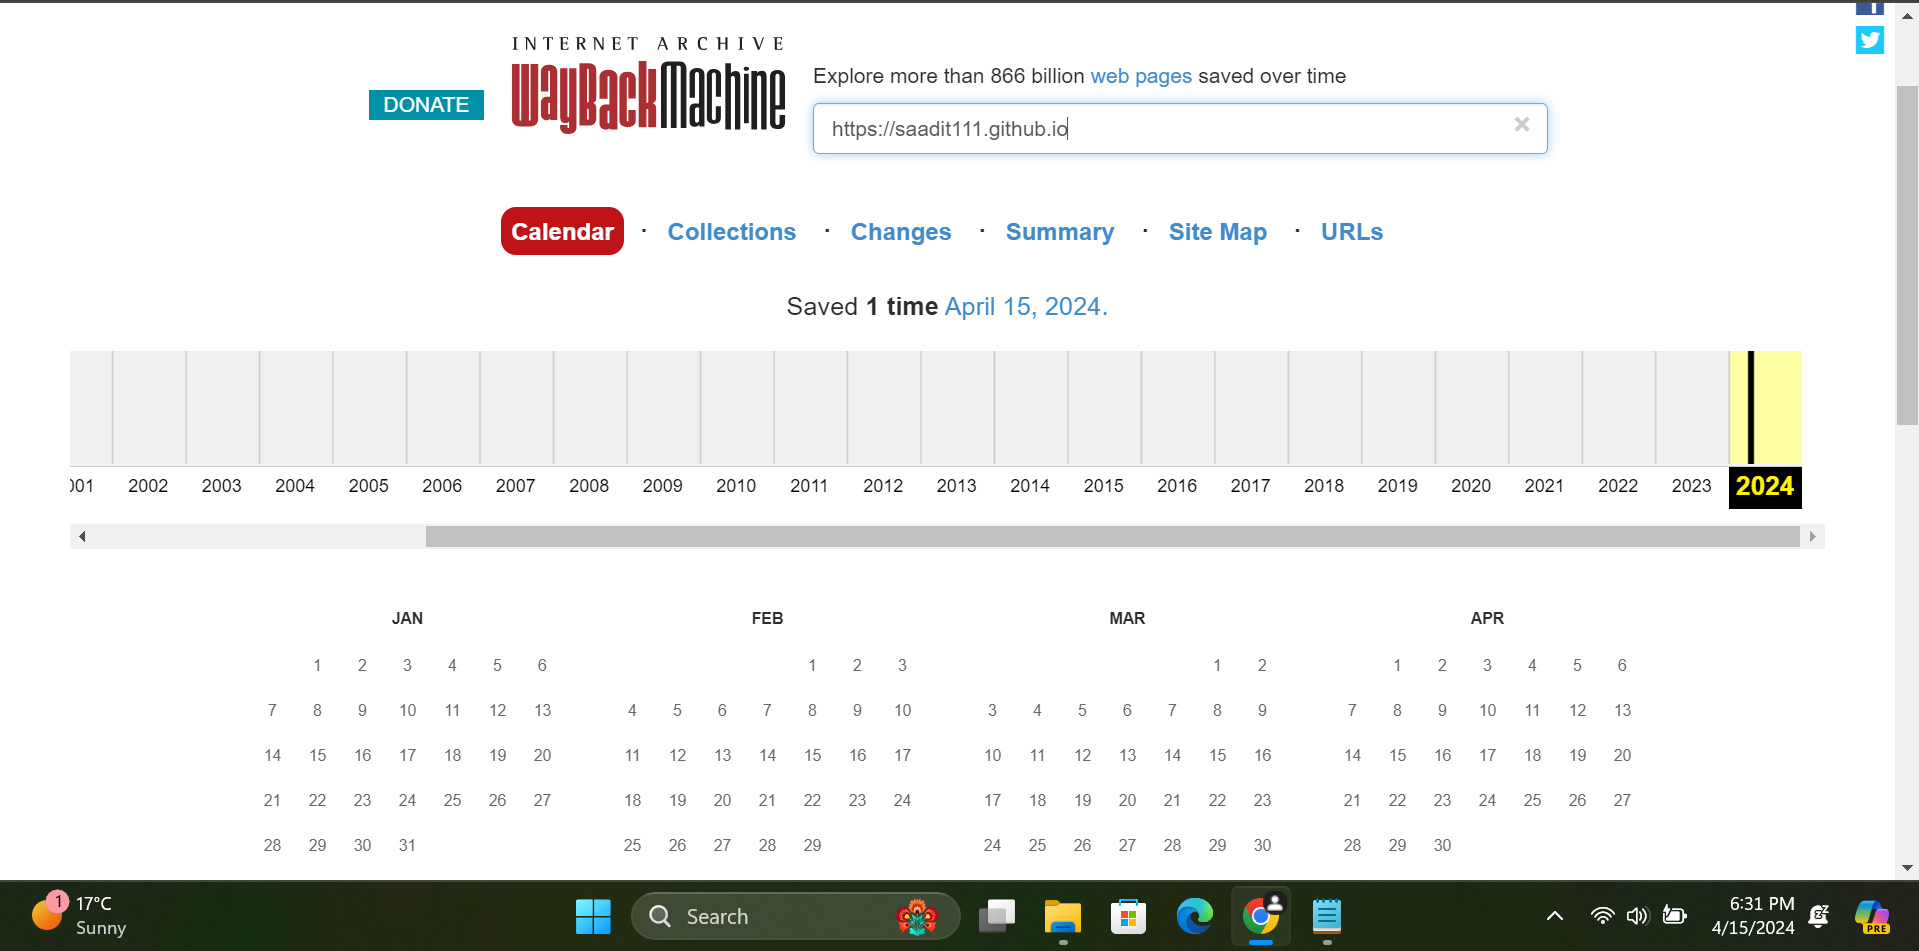 INTERNET ARCHIVE
WayBackMachine
DONATE
Explore more than 866 billion web pages saved over time
https://saadit111.github.io
Calendar · Collections · Changes · Summary · Site Map · URLs
Saved 1 time April 15, 2024.
001 2002 2003 2004 2005 2006 2007 2008 2009 2010 2011 2012 2013 2014 2015 2016 2017 2018 2019 2020 2021 2022 2023 2024
JAN
1 2 3 4 5 6
7 8 9 10 11 12 13
14 15 16 17 18 19 20
21 22 23 24 25 26 27
28 29 30 31
FEB
1 2 3
4 5 6 7 8 9 10
11 12 13 14 15 16 17
18 19 20 21 22 23 24
25 26 27 28 29
MAR
1 2
3 4 5 6 7 8 9
10 11 12 13 14 15 16
17 18 19 20 21 22 23
24 25 26 27 28 29 30
APR
1 2 3 4 5 6
7 8 9 10 11 12 13
14 15 16 17 18 19 20
21 22 23 24 25 26 27
28 29 30
1
17°C
Sunny
Search
6:31 PM
4/15/2024
PRE